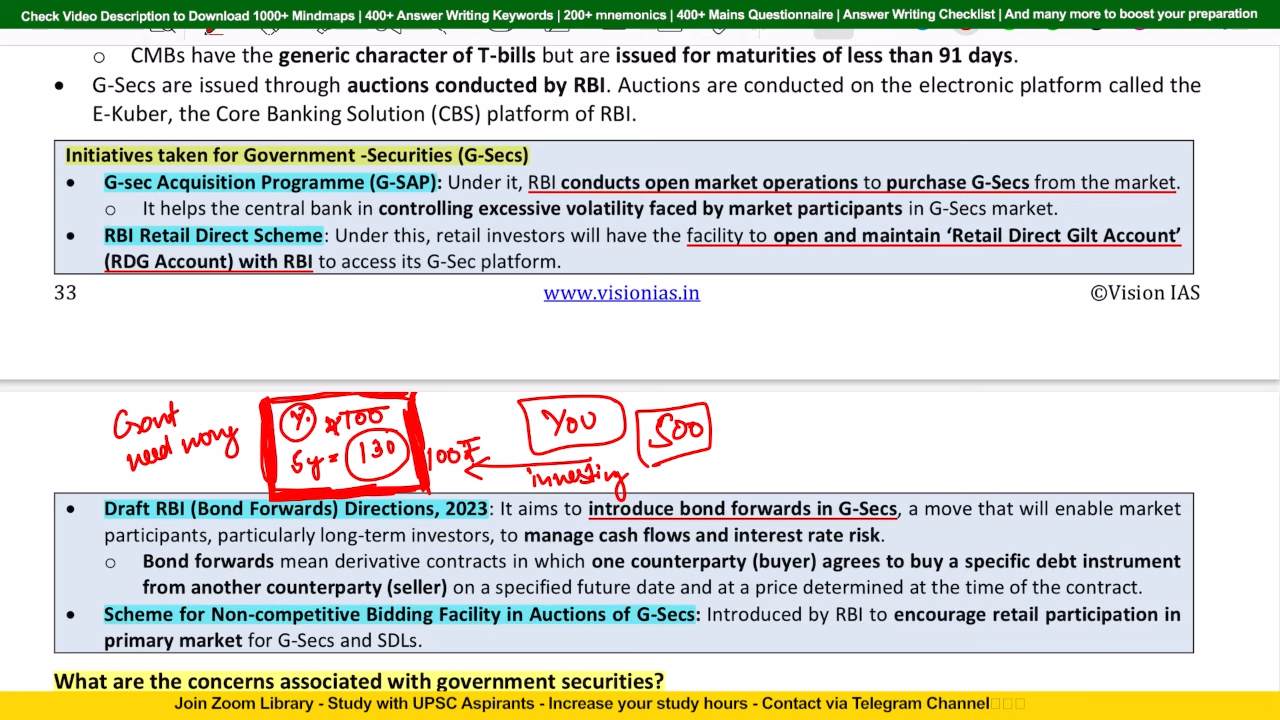 Check Video Description to Download 1000+ Mindmaps | 400+ Answer Writing Keywords | 200+ mnemonics | 400+ Mains Questionnaire | Answer Writing Checklist | And many more to boost your preparation
o CMBs have the generic character of T-bills but are issued for maturities of less than 91 days.
• G-Secs are issued through auctions conducted by RBI. Auctions are conducted on the electronic platform called the
E-Kuber, the Core Banking Solution (CBS) platform of RBI.
Initiatives taken for Government -Securities (G-Secs)
• G-sec Acquisition Programme (G-SAP): Under it, RBI conducts open market operations to purchase G-Secs from the market.
o It helps the central bank in controlling excessive volatility faced by market participants in G-Secs market.
• RBI Retail Direct Scheme: Under this, retail investors will have the facility to open and maintain ‘Retail Direct Gilt Account’
(RDG Account) with RBI to access its G-Sec platform.
33 www.visionias.in ©Vision IAS
Govt
need mony
100
5y = 130
100₹
YOU
500
investing
• Draft RBI (Bond Forwards) Directions, 2023: It aims to introduce bond forwards in G-Secs, a move that will enable market
participants, particularly long-term investors, to manage cash flows and interest rate risk.
o Bond forwards mean derivative contracts in which one counterparty (buyer) agrees to buy a specific debt instrument
from another counterparty (seller) on a specified future date and at a price determined at the time of the contract.
• Scheme for Non-competitive Bidding Facility in Auctions of G-Secs: Introduced by RBI to encourage retail participation in
primary market for G-Secs and SDLs.
What are the concerns associated with government securities?
Join Zoom Library - Study with UPSC Aspirants - Increase your study hours - Contact via Telegram Channel